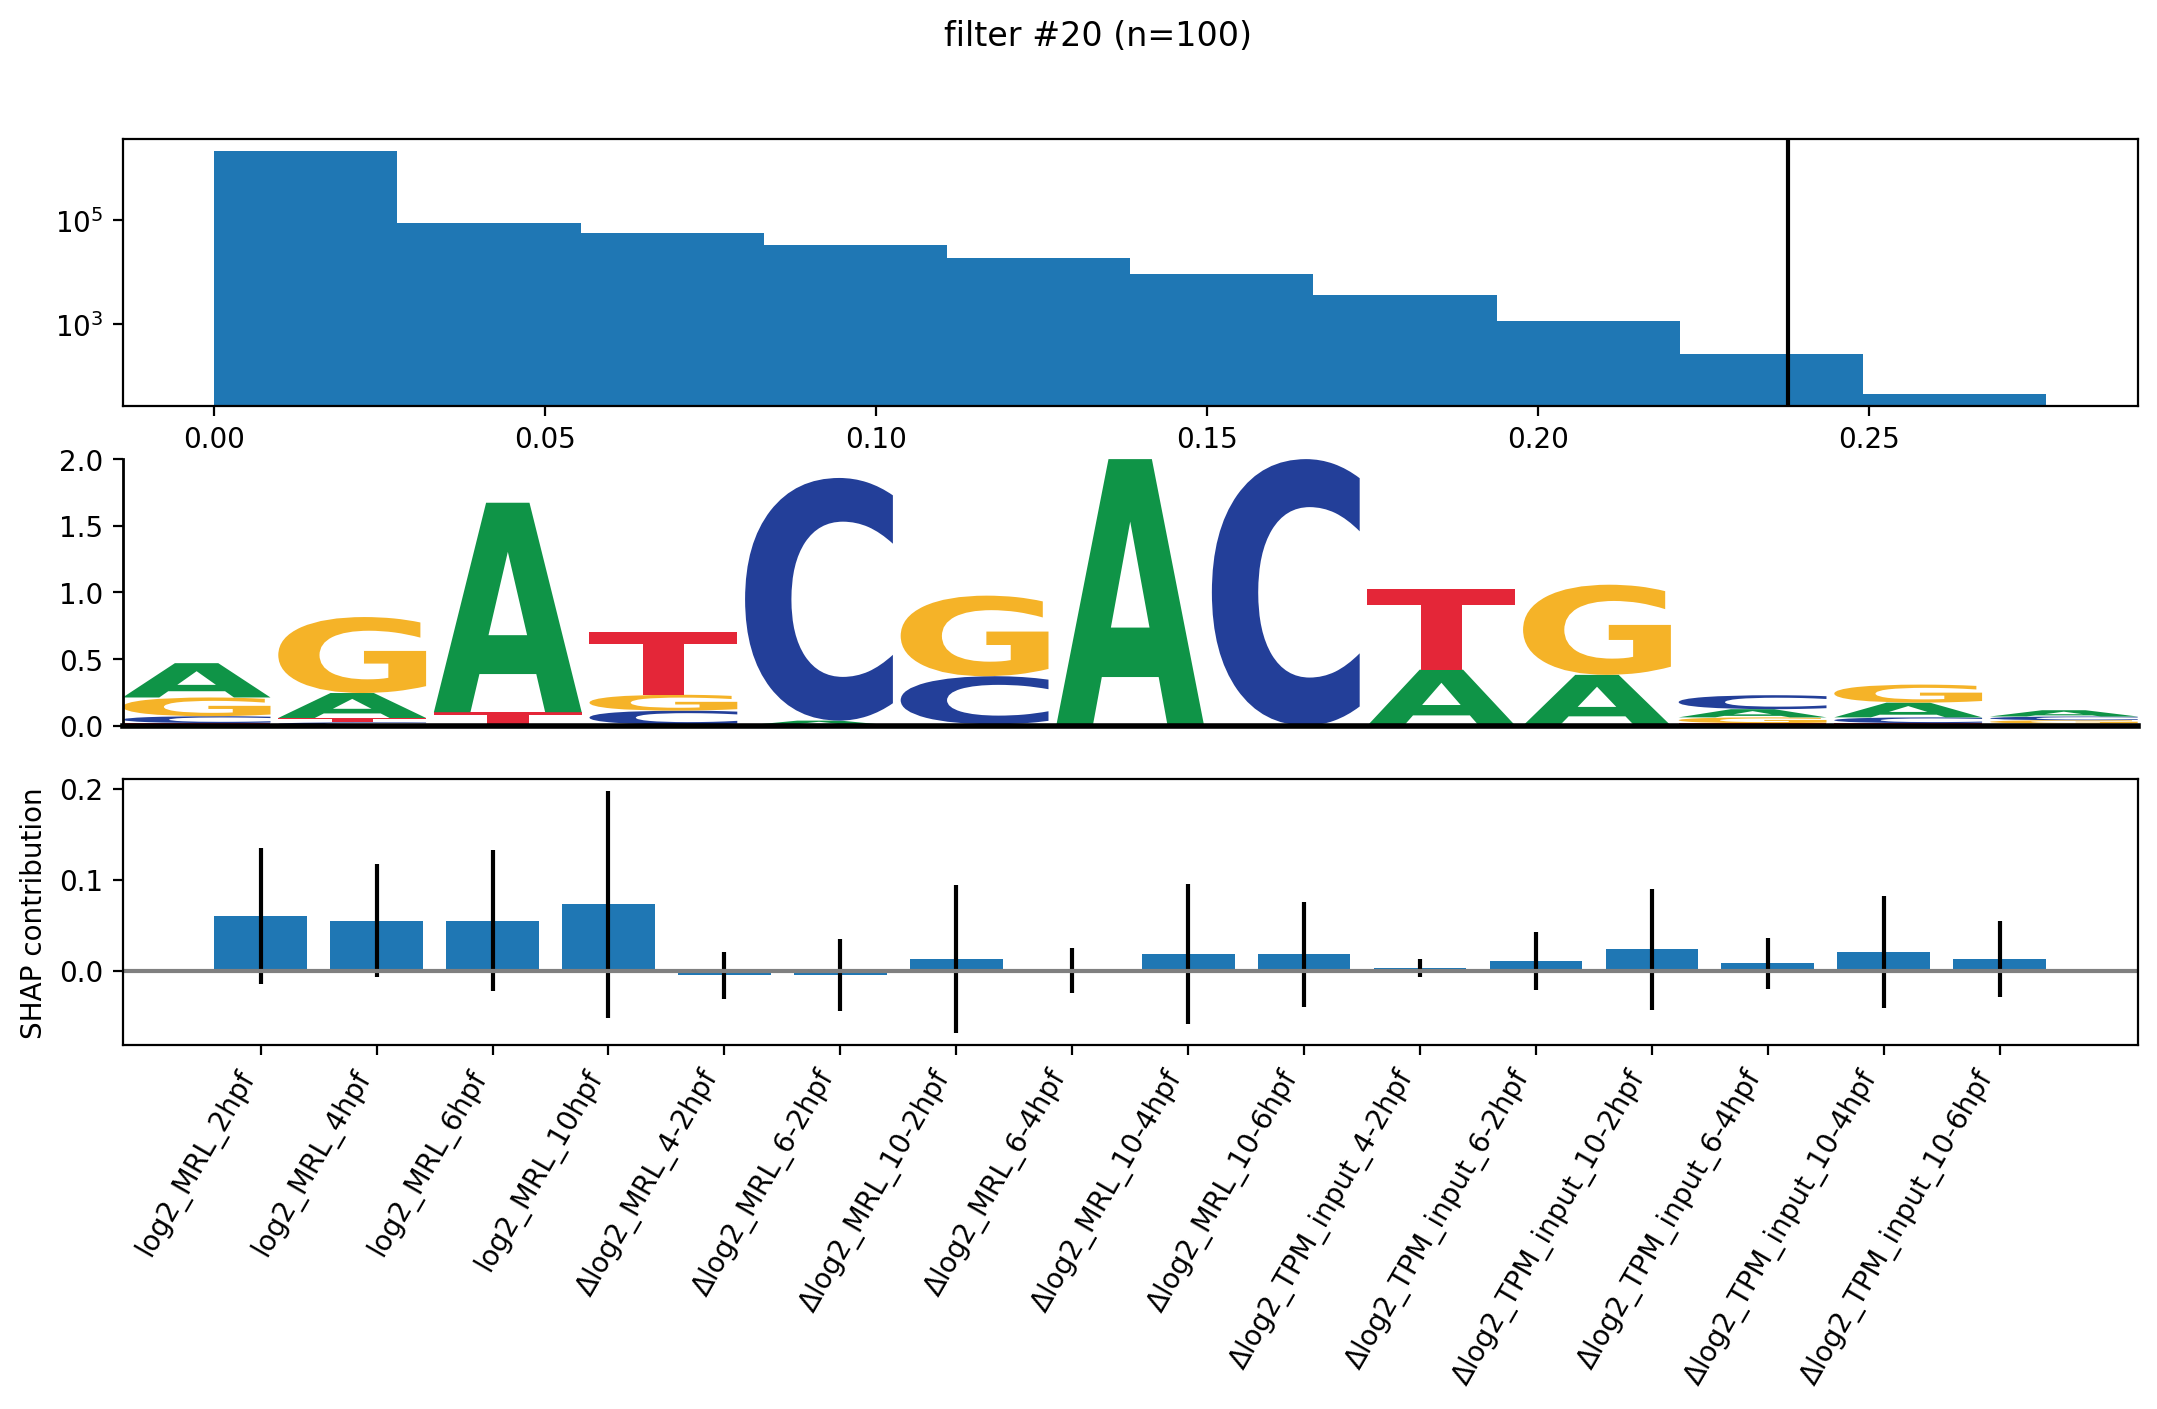 filter #20 (n=100)
10⁵
10³
0.00 0.05 0.10 0.15 0.20 0.25
2.0
1.5
1.0
0.5
0.0
A G A T C G A C T G C G A
G A T G A C A A A A C
C T C G C G
SHAP contribution
0.2
0.1
0.0
log2_MRL_2hpf
log2_MRL_4hpf
log2_MRL_6hpf
log2_MRL_10hpf
Δlog2_MRL_4-2hpf
Δlog2_MRL_6-2hpf
Δlog2_MRL_10-2hpf
Δlog2_MRL_6-4hpf
Δlog2_MRL_10-4hpf
Δlog2_MRL_10-6hpf
Δlog2_TPM_input_4-2hpf
Δlog2_TPM_input_6-2hpf
Δlog2_TPM_input_10-2hpf
Δlog2_TPM_input_6-4hpf
Δlog2_TPM_input_10-4hpf
Δlog2_TPM_input_10-6hpf